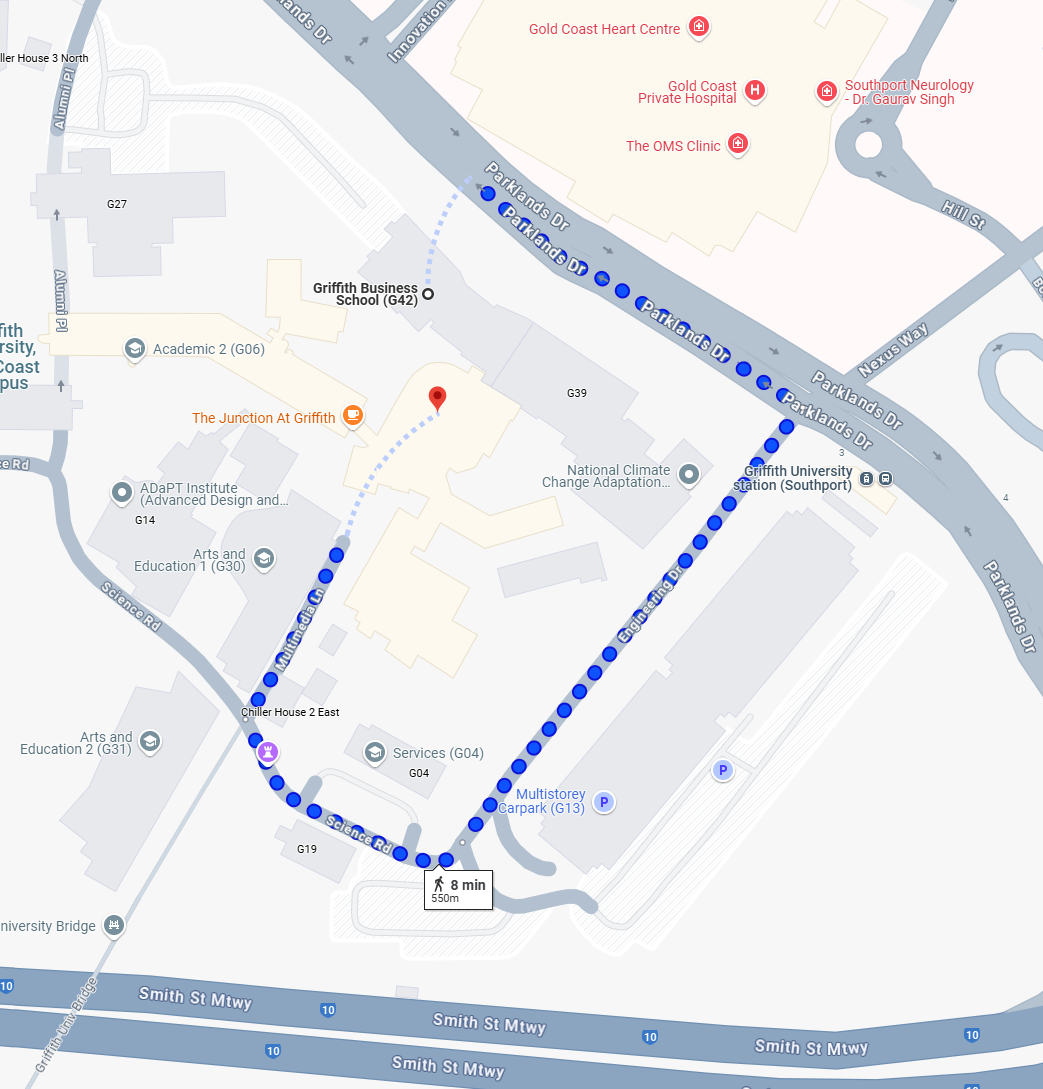 Parklands Dr
Innovation
Gold Coast Heart Centre
ller House 3 North
Gold Coast
Private Hospital
H
Southport Neurology
- Dr. Gaurav Singh
Alumni Pl
The OMS Clinic
Parklands Dr
G27
Parklands Dr
Hill St
Alumni Pl
Griffith Business
School (G42)
fith
rsity,
Coast
pus
Academic 2 (G06)
Parklands Dr
Nexus Way
Parklands Dr
Parklands Dr
G39
The Junction At Griffith
3
ce Rd
National Climate
Change Adaptation...
Griffith University
station (Southport)
ADaPT Institute
(Advanced Design and...
G14
4
Arts and
Education 1 (G30)
Science Rd
Multimedia Ln
Engineering Dr
Parklands Dr
Chiller House 2 East
Arts and
Education 2 (G31)
Services (G04)
G04
P
Multistorey
Carpark (G13)
P
Science Rd
G19
8 min
550m
niversity Bridge
Griffith Univ Bridge
10
Smith St Mtwy
10
Smith St Mtwy
10
Smith St Mtwy
10
10
Smith St Mtwy
10